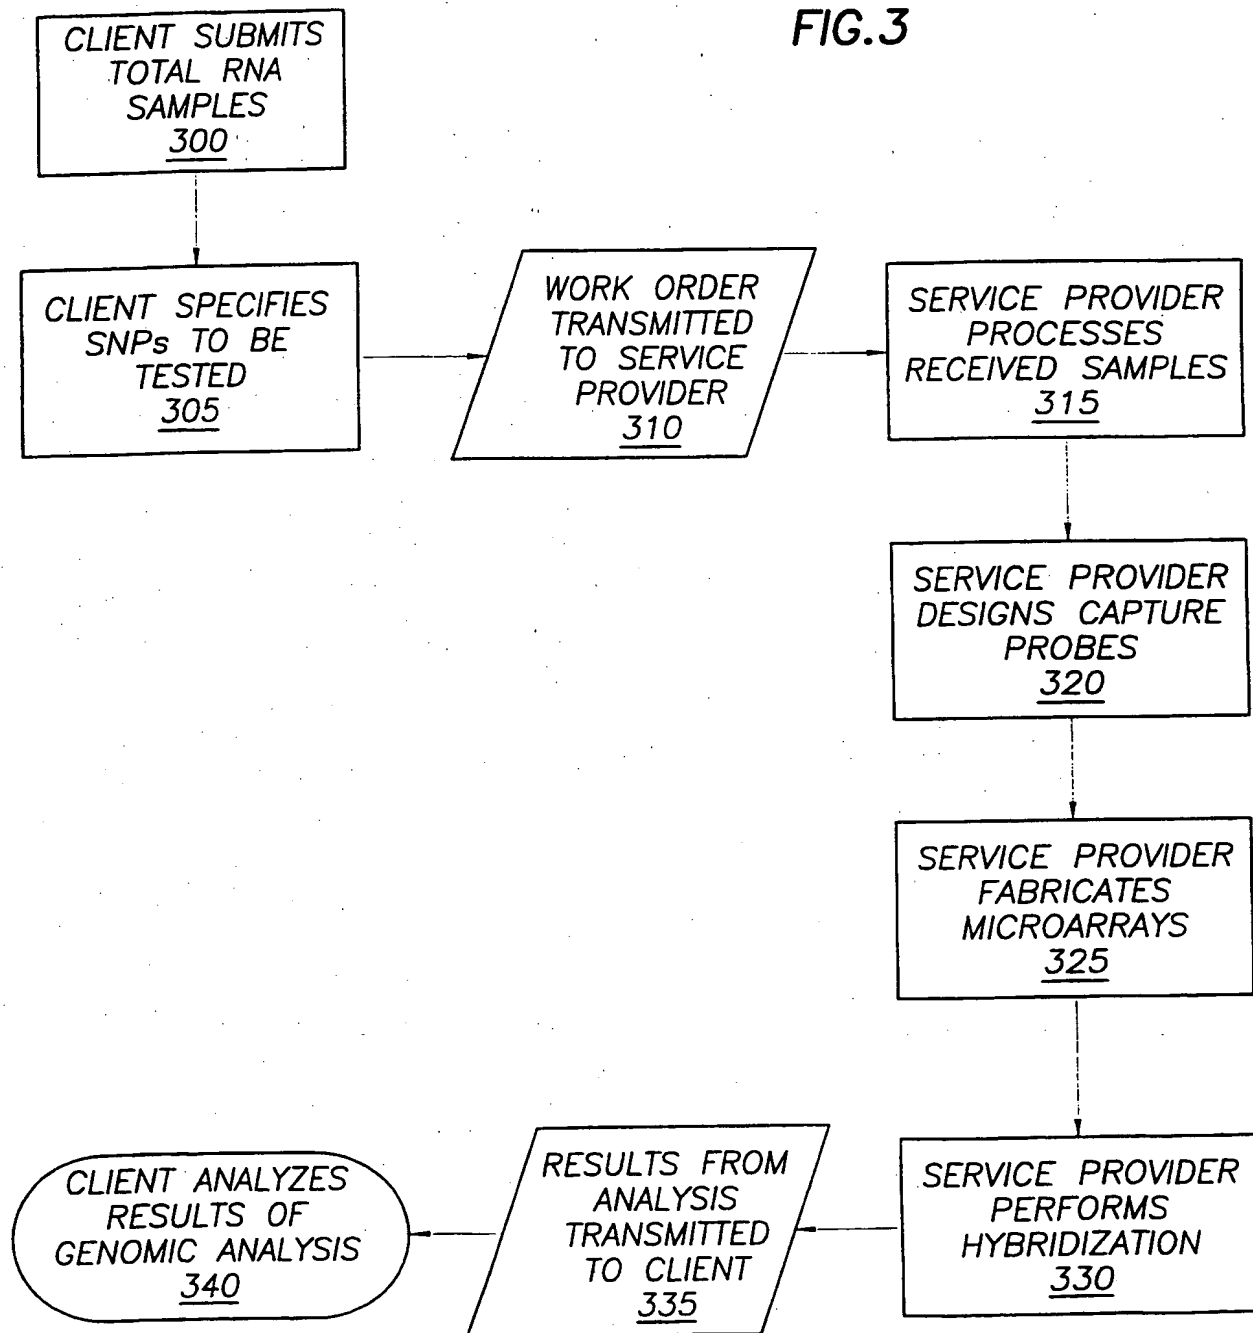 FIG.3
CLIENT SUBMITS
TOTAL RNA
SAMPLES
300
CLIENT SPECIFIES
SNPs TO BE
TESTED
305
WORK ORDER
TRANSMITTED
TO SERVICE
PROVIDER
310
SERVICE PROVIDER
PROCESSES
RECEIVED SAMPLES
315
SERVICE PROVIDER
DESIGNS CAPTURE
PROBES
320
SERVICE PROVIDER
FABRICATES
MICROARRAYS
325
SERVICE PROVIDER
PERFORMS
HYBRIDIZATION
330
RESULTS FROM
ANALYSIS
TRANSMITTED
TO CLIENT
335
CLIENT ANALYZES
RESULTS OF
GENOMIC ANALYSIS
340